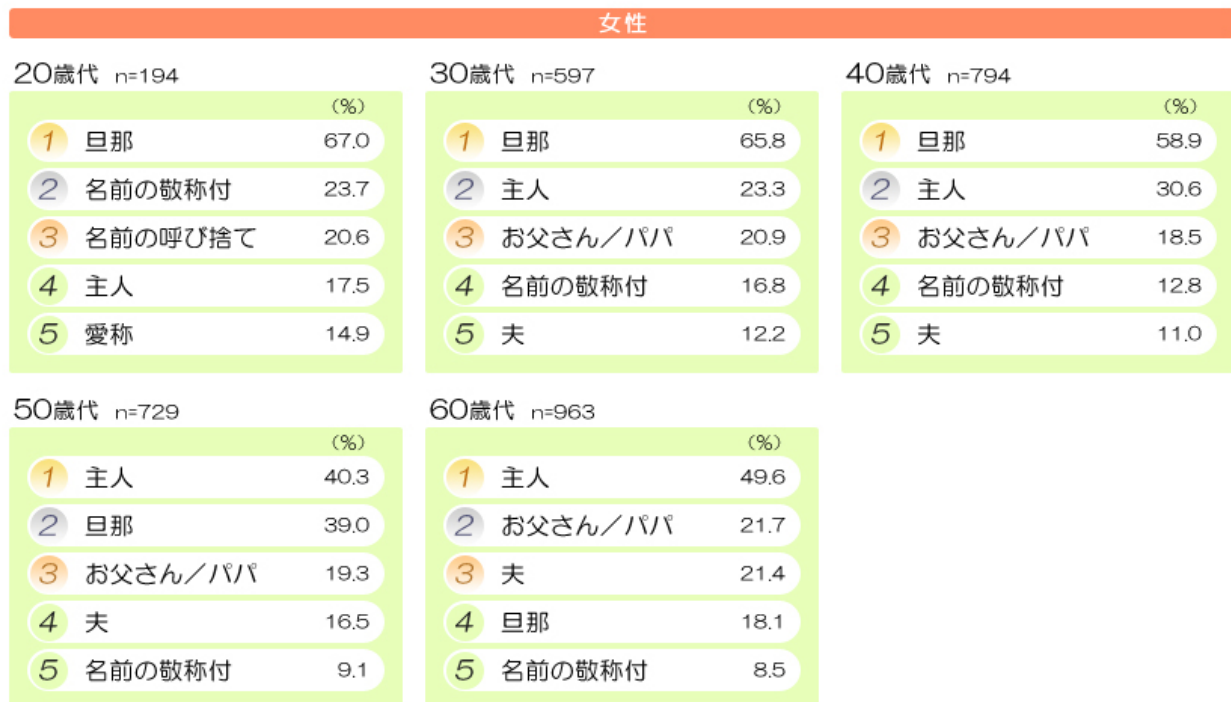 女性
20歳代 n=194
(%)
1 旦那 67.0
2 名前の敬称付 23.7
3 名前の呼び捨て 20.6
4 主人 17.5
5 愛称 14.9
30歳代 n=597
(%)
1 旦那 65.8
2 主人 23.3
3 お父さん／パパ 20.9
4 名前の敬称付 16.8
5 夫 12.2
40歳代 n=794
(%)
1 旦那 58.9
2 主人 30.6
3 お父さん／パパ 18.5
4 名前の敬称付 12.8
5 夫 11.0
50歳代 n=729
(%)
1 主人 40.3
2 旦那 39.0
3 お父さん／パパ 19.3
4 夫 16.5
5 名前の敬称付 9.1
60歳代 n=963
(%)
1 主人 49.6
2 お父さん／パパ 21.7
3 夫 21.4
4 旦那 18.1
5 名前の敬称付 8.5